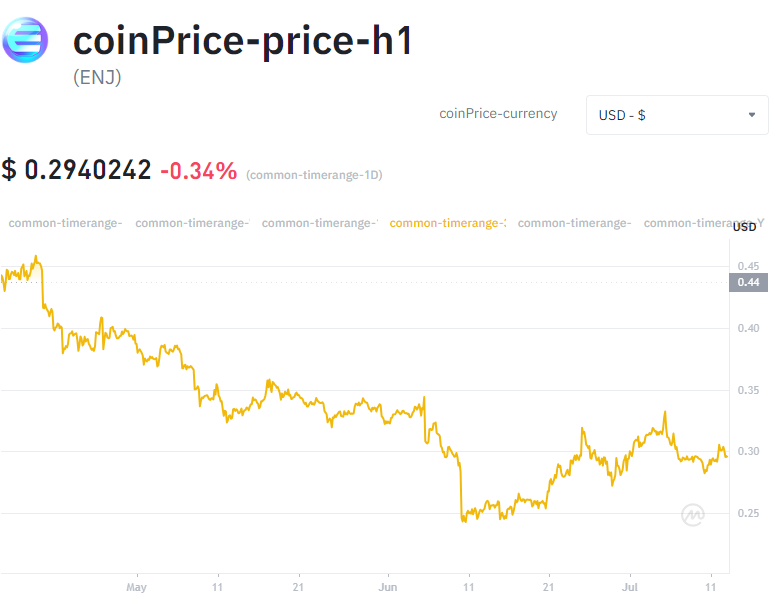 coinPrice-price-h1
(ENJ)
coinPrice-currency
USD - $
$ 0.2940242 -0.34% (common-timerange-1D)
common-timerange- common-timerange- common-timerange- common-timerange- common-timerange- common-timerange-Y
USD
0.45
0.44
0.40
0.35
0.30
0.25
May 11 21 Jun 11 21 Jul 11